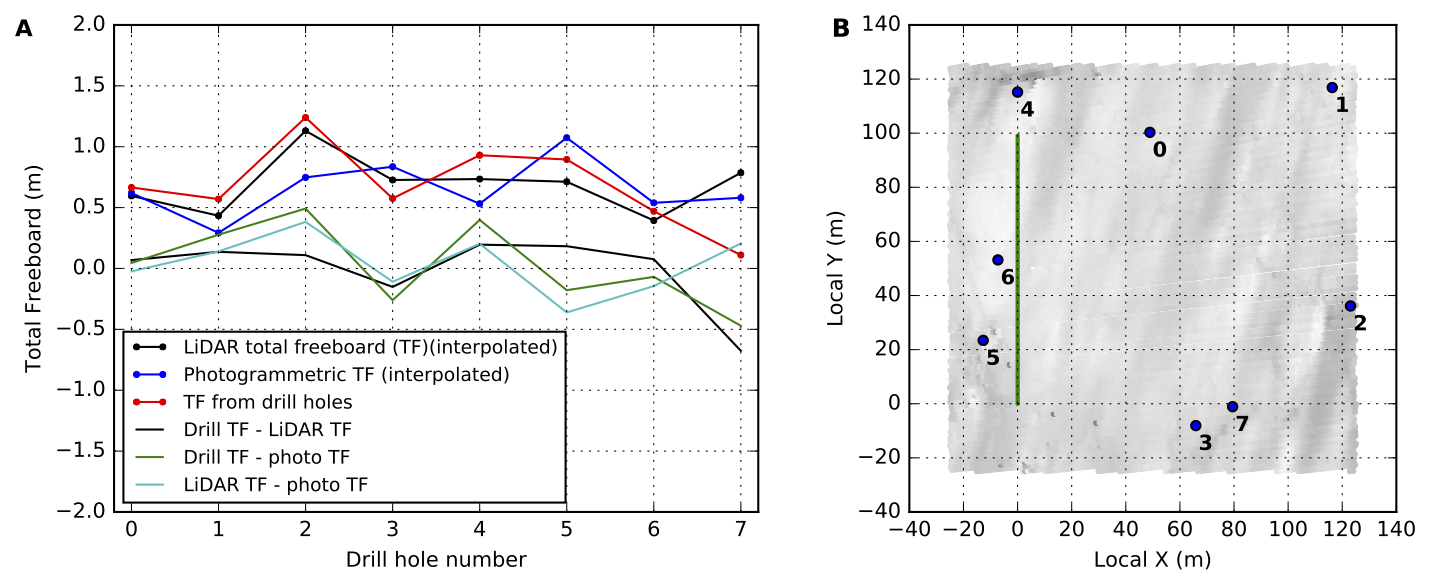 A
2.0
1.5
1.0
0.5
0.0
−0.5
−1.0
−1.5
−2.0
Total Freeboard (m)
LiDAR total freeboard (TF)(interpolated)
Photogrammetric TF (interpolated)
TF from drill holes
Drill TF - LiDAR TF
Drill TF - photo TF
LiDAR TF - photo TF
0 1 2 3 4 5 6 7
Drill hole number
B
140
120
100
80
60
40
20
0
−20
−40
Local Y (m)
4
1
0
6
2
5
7
3
−40 −20 0 20 40 60 80 100 120 140
Local X (m)